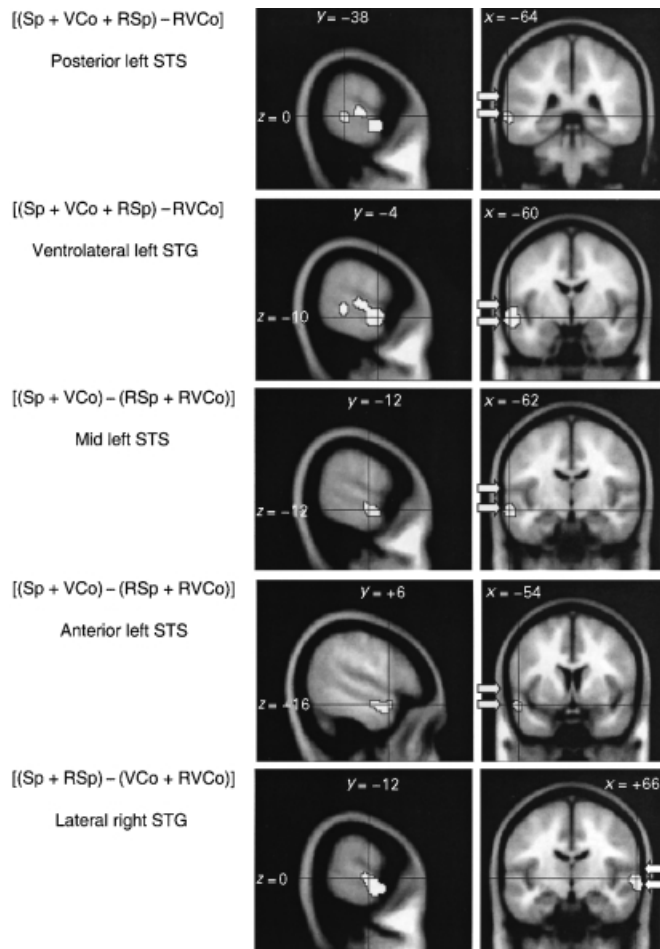 [(Sp + VCo + RSp) – RVCo]
Posterior left STS
y = –38
x = –64
z = 0
[(Sp + VCo + RSp) – RVCo]
Ventrolateral left STG
y = –4
x = –60
z = –10
[(Sp + VCo) – (RSp + RVCo)]
Mid left STS
y = –12
x = –62
z = –12
[(Sp + VCo) – (RSp + RVCo)]
Anterior left STS
y = +6
x = –54
z = –16
[(Sp + RSp) – (VCo + RVCo)]
Lateral right STG
y = –12
x = +66
z = 0